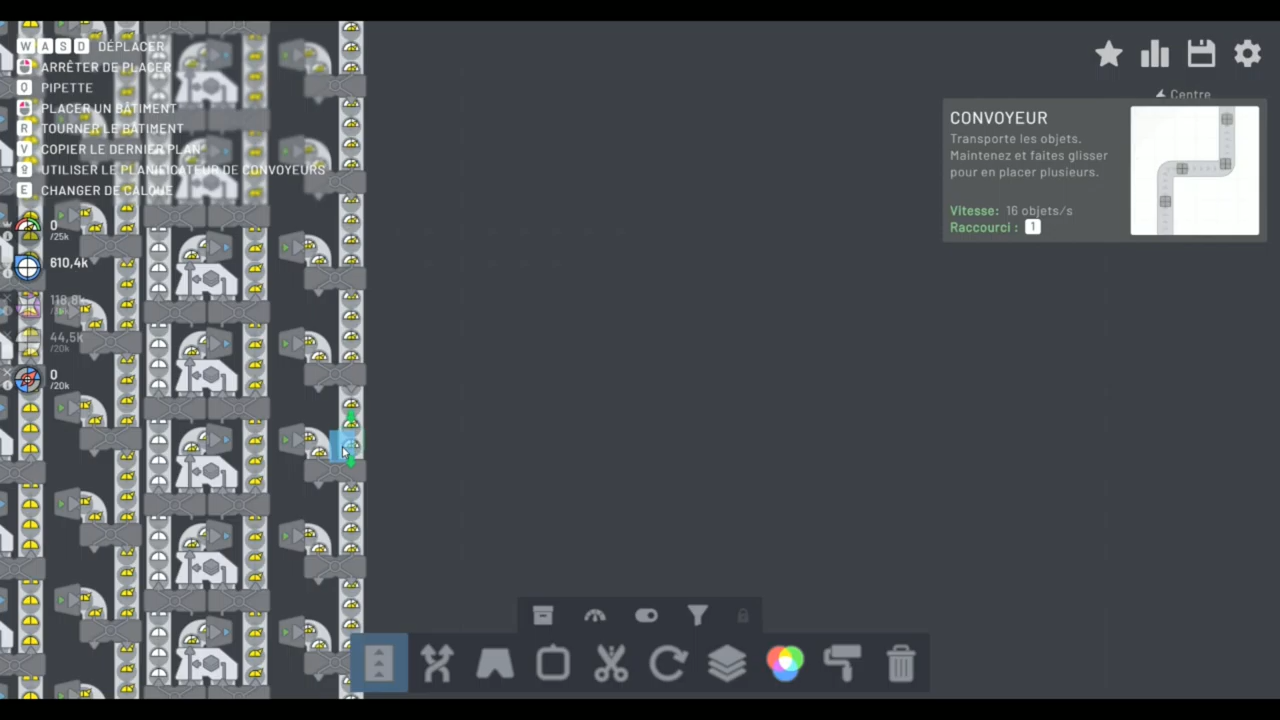 W A S D DÉPLACER
ARRÊTER DE PLACER
Q PIPETTE
PLACER UN BÂTIMENT
R TOURNER LE BÂTIMENT
V COPIER LE DERNIER PLAN
UTILISER LE PLANIFICATEUR DE CONVOYEURS
E CHANGER DE CALQUE
0
/25k
610,4k
118,8k
44,5k
/20k
0
/20k
Centre
CONVOYEUR
Transporte les objets.
Maintenez et faites glisser
pour en placer plusieurs.
Vitesse: 16 objets/s
Raccourci : 1